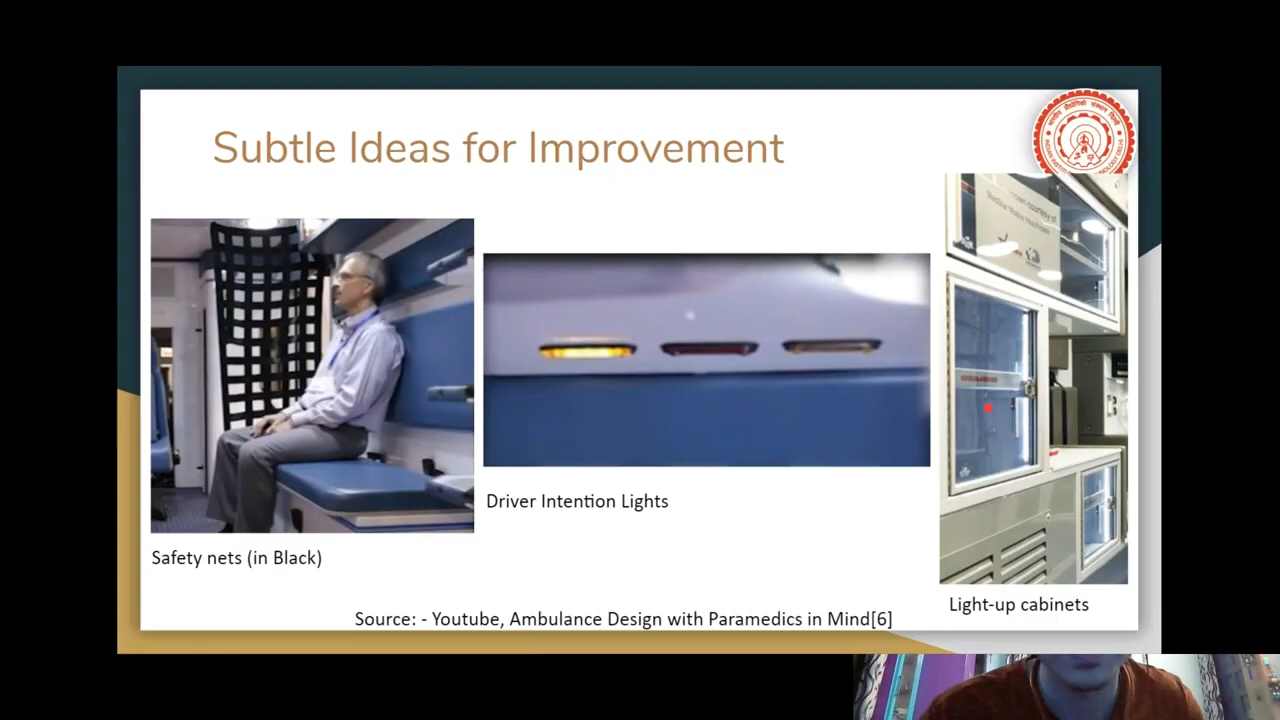 Subtle Ideas for Improvement
Safety nets (in Black)
Driver Intention Lights
Light-up cabinets
Source: - Youtube, Ambulance Design with Paramedics in Mind[6]